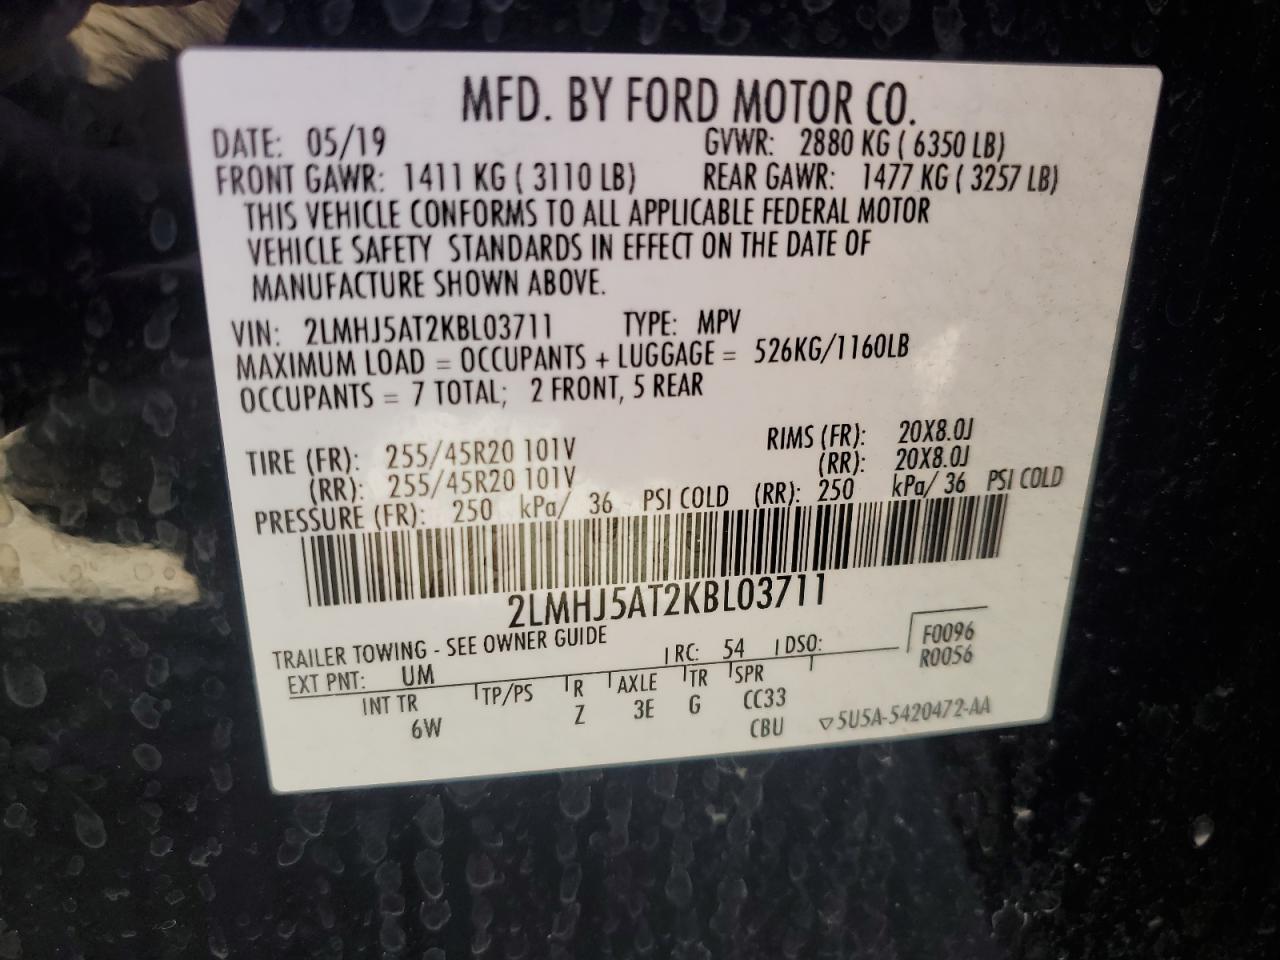 MFD. BY FORD MOTOR CO.
DATE: 05/19 GVWR: 2880 KG ( 6350 LB)
FRONT GAWR: 1411 KG ( 3110 LB) REAR GAWR: 1477 KG ( 3257 LB)
THIS VEHICLE CONFORMS TO ALL APPLICABLE FEDERAL MOTOR
VEHICLE SAFETY STANDARDS IN EFFECT ON THE DATE OF
MANUFACTURE SHOWN ABOVE.
VIN: 2LMHJ5AT2KBL03711 TYPE: MPV
MAXIMUM LOAD = OCCUPANTS + LUGGAGE = 526KG/1160LB
OCCUPANTS = 7 TOTAL; 2 FRONT, 5 REAR
TIRE (FR): 255/45R20 101V RIMS (FR): 20X8.0J
(RR): 255/45R20 101V (RR): 20X8.0J
PRESSURE (FR): 250 kPa/ 36 PSI COLD (RR): 250 kPa/ 36 PSI COLD
2LMHJ5AT2KBL03711
TRAILER TOWING - SEE OWNER GUIDE
EXT PNT: UM RC: 54 DSO: F0096
R0056
INT TR TP/PS R AXLE TR SPR
6W Z 3E G CC33
CBU ▽5U5A-5420472-AA